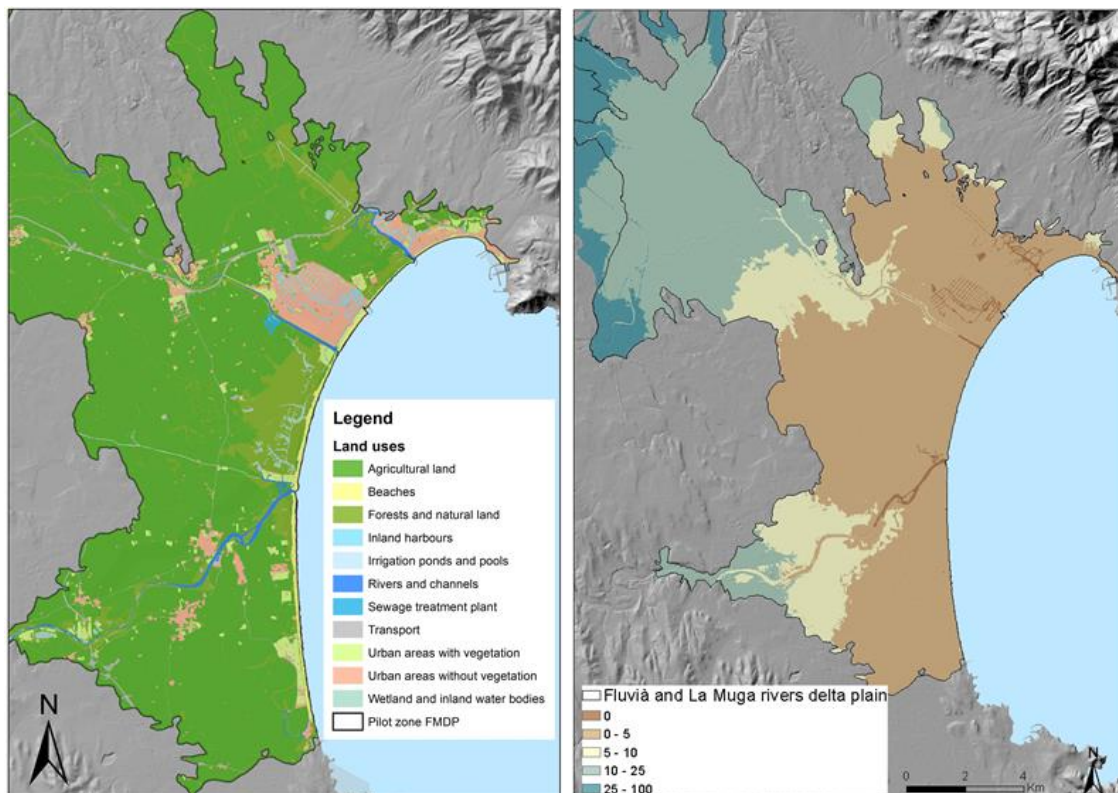 Legend
Land uses
Agricultural land
Beaches
Forests and natural land
Inland harbours
Irrigation ponds and pools
Rivers and channels
Sewage treatment plant
Transport
Urban areas with vegetation
Urban areas without vegetation
Wetland and inland water bodies
Pilot zone FMDP
N
Fluvià and La Muga rivers delta plain
0
0 - 5
5 - 10
10 - 25
25 - 100
0 2 4
Km
N